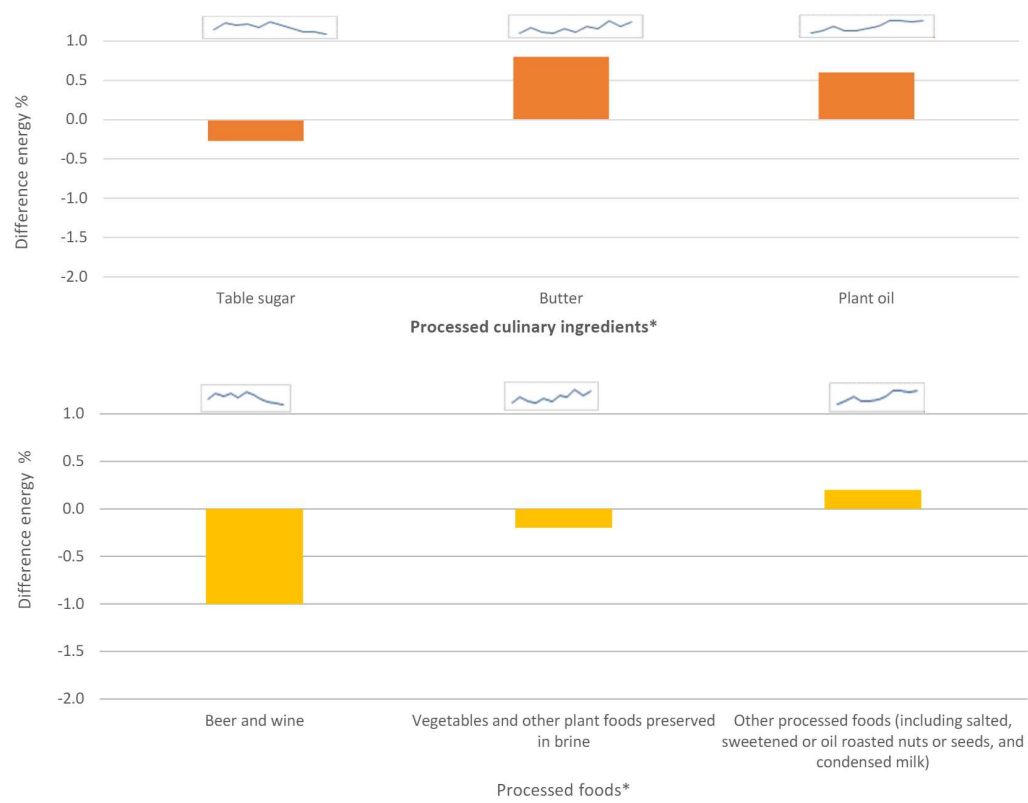 1.0
0.5
0.0
-0.5
-1.0
-1.5
-2.0
Difference energy %
Table sugar
Butter
Plant oil
Processed culinary ingredients*
1.0
0.5
0.0
-0.5
-1.0
-1.5
-2.0
Difference energy %
Beer and wine
Vegetables and other plant foods preserved
in brine
Other processed foods (including salted,
sweetened or oil roasted nuts or seeds, and
condensed milk)
Processed foods*